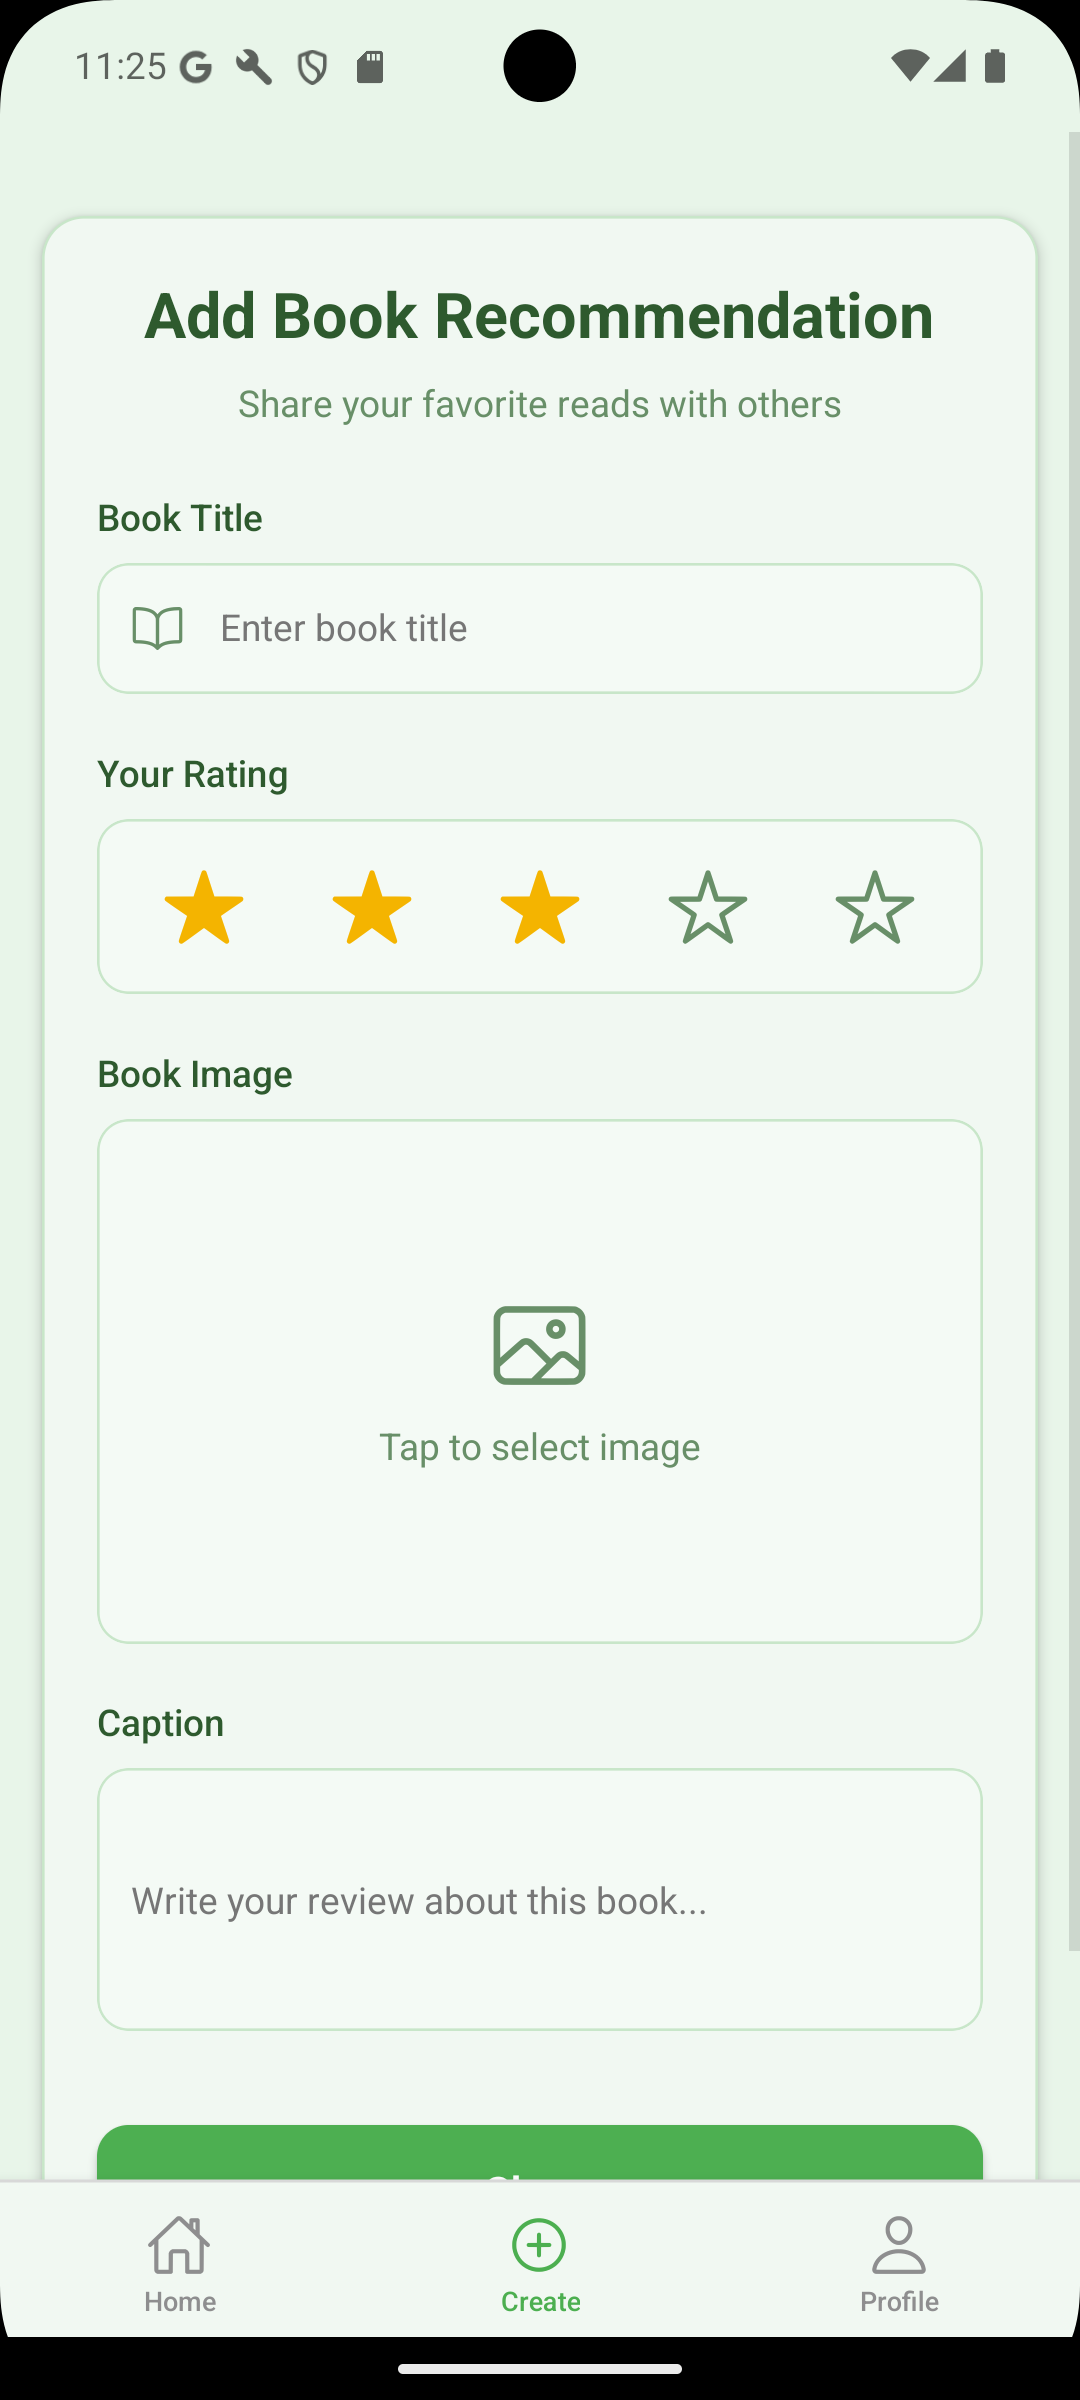 11:25
Add Book Recommendation
Share your favorite reads with others
Book Title
Enter book title
Your Rating
Book Image
Tap to select image
Caption
Write your review about this book...
Home
Create
Profile